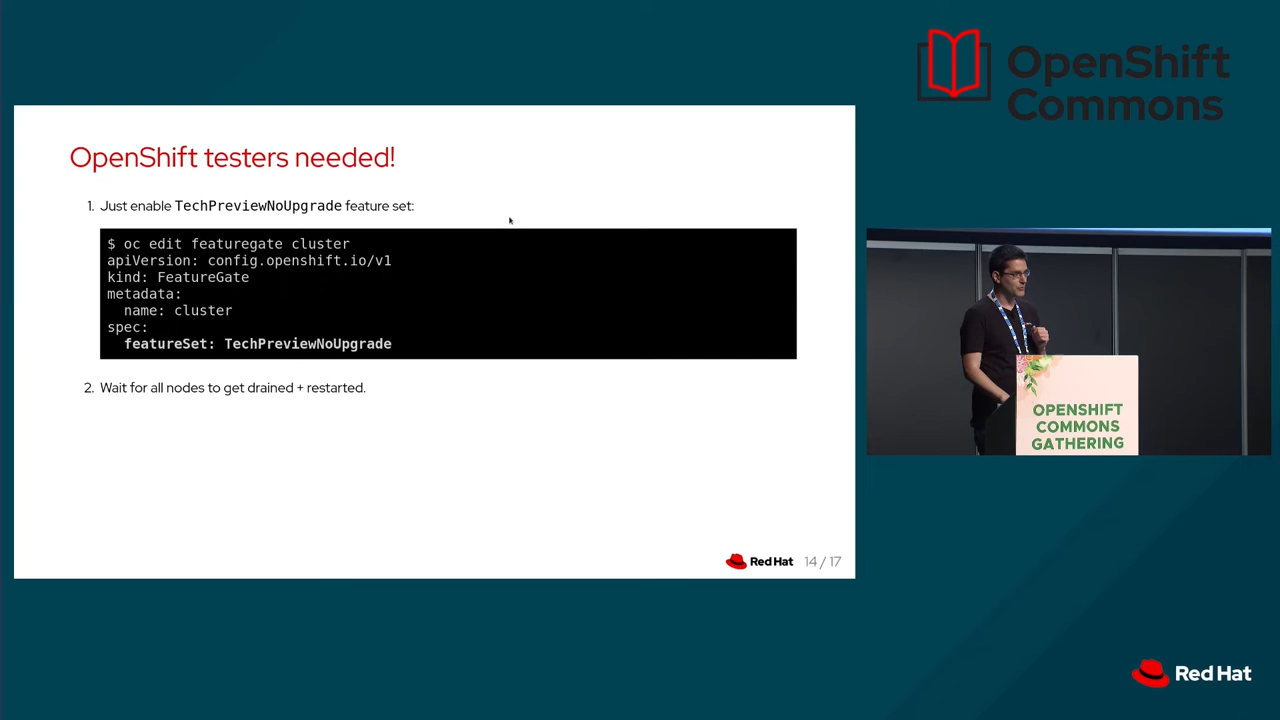 OpenShift
Commons
OpenShift testers needed!
1. Just enable TechPreviewNoUpgrade feature set:
$ oc edit featuregate cluster
apiVersion: config.openshift.io/v1
kind: FeatureGate
metadata:
  name: cluster
spec:
  featureSet: TechPreviewNoUpgrade
2. Wait for all nodes to get drained + restarted.
Red Hat 14 / 17
OPENSHIFT
COMMONS
GATHERING
Red Hat